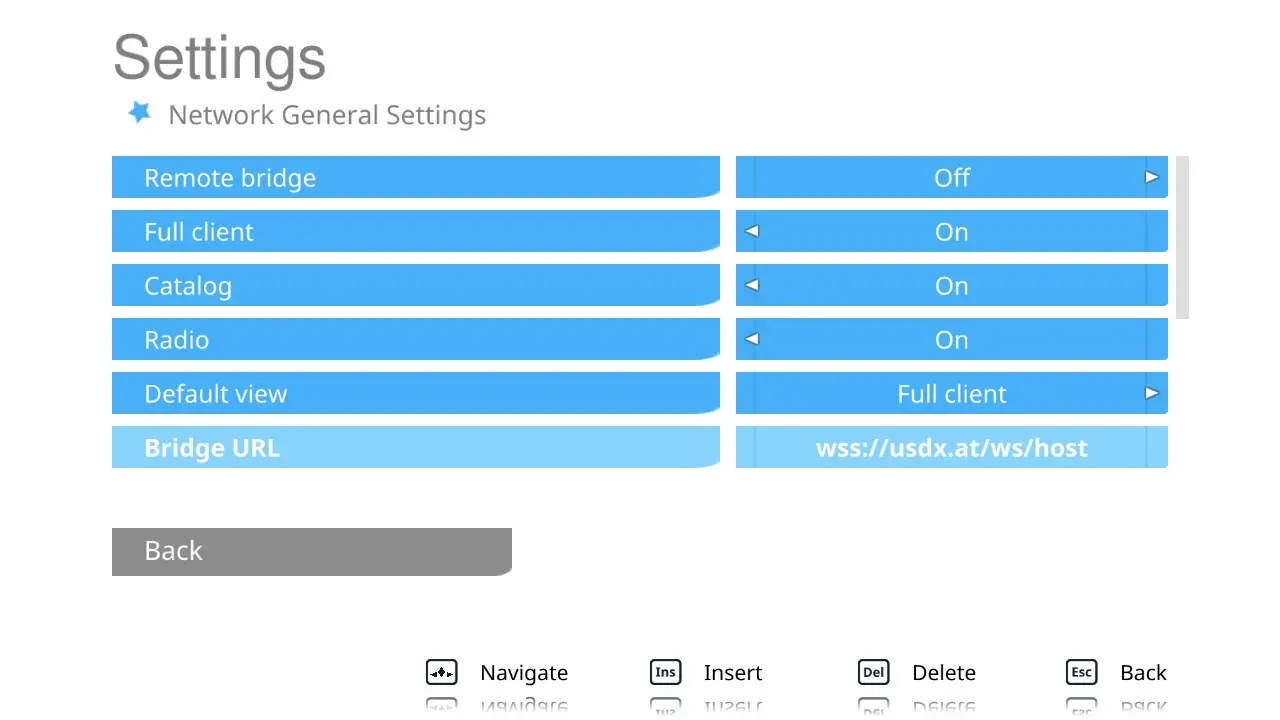 Settings
Network General Settings
Remote bridge Off
Full client On
Catalog On
Radio On
Default view Full client
Bridge URL wss://usdx.at/ws/host
Back
Navigate Ins Insert Del Delete Esc Back